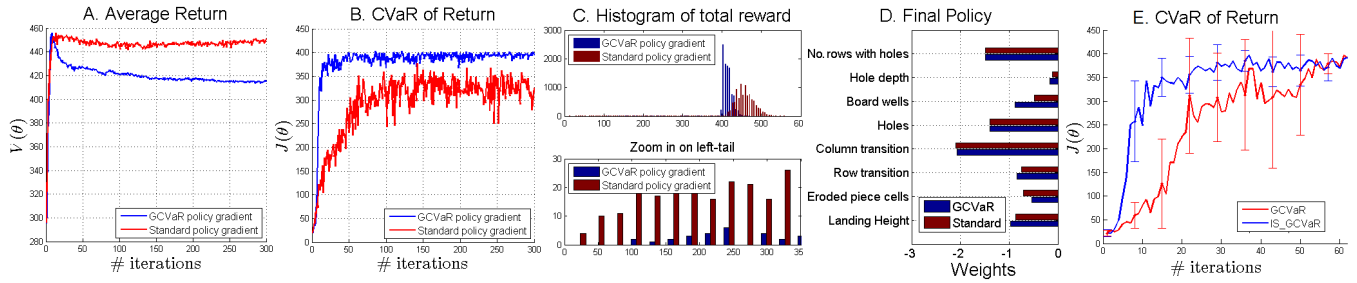 A. Average Return
460
440
420
400
380
360
340
320
300
280
V(θ)
0 50 100 150 200 250 300
# iterations
GCVaR policy gradient
Standard policy gradient
B. CVaR of Return
450
400
350
300
250
200
150
100
50
0
J(θ)
0 50 100 150 200 250 300
# iterations
GCVaR policy gradient
Standard policy gradient
C. Histogram of total reward
3000
2000
1000
0
GCVaR policy gradient
Standard policy gradient
0 100 200 300 400 500 60
Zoom in on left-tail
30
20
10
0
GCVaR policy gradient
Standard policy gradient
0 50 100 150 200 250 300 35
D. Final Policy
No. rows with holes
Hole depth
Board wells
Holes
Column transition
Row transition
Eroded piece cells
Landing Height
GCVaR
Standard
-3 -2 -1 0
Weights
E. CVaR of Return
450
400
350
300
250
200
150
100
50
0
J(θ)
0 10 20 30 40 50 60
# iterations
GCVaR
IS_GCVaR